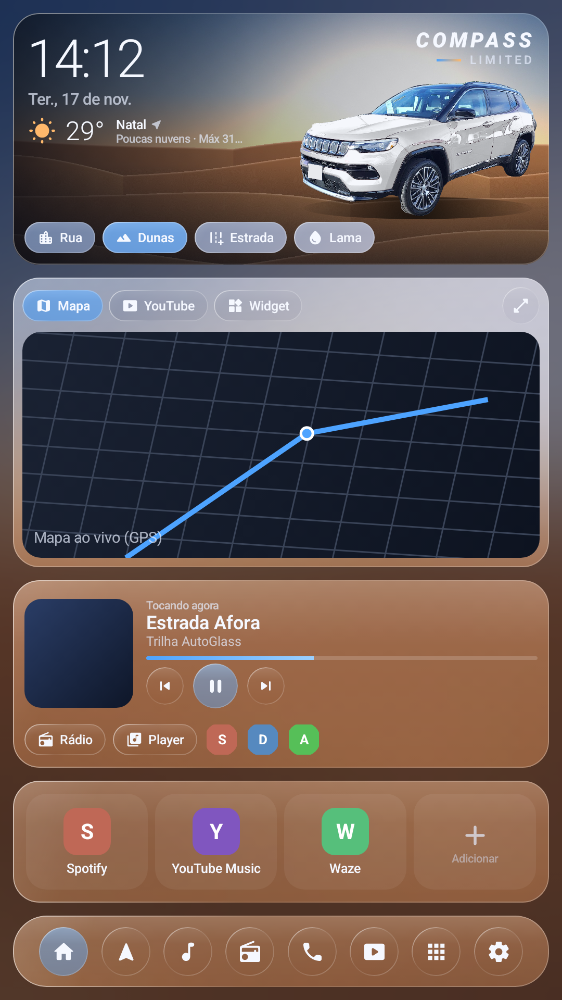 14:12
COMPASS
LIMITED
Ter., 17 de nov.
29°
Natal
Poucas nuvens · Máx 31...
Rua
Dunas
Estrada
Lama
Mapa
YouTube
Widget
Mapa ao vivo (GPS)
Tocando agora
Estrada Afora
Trilha AutoGlass
Rádio
Player
S
D
A
S
Y
W
Spotify
YouTube Music
Waze
Adicionar